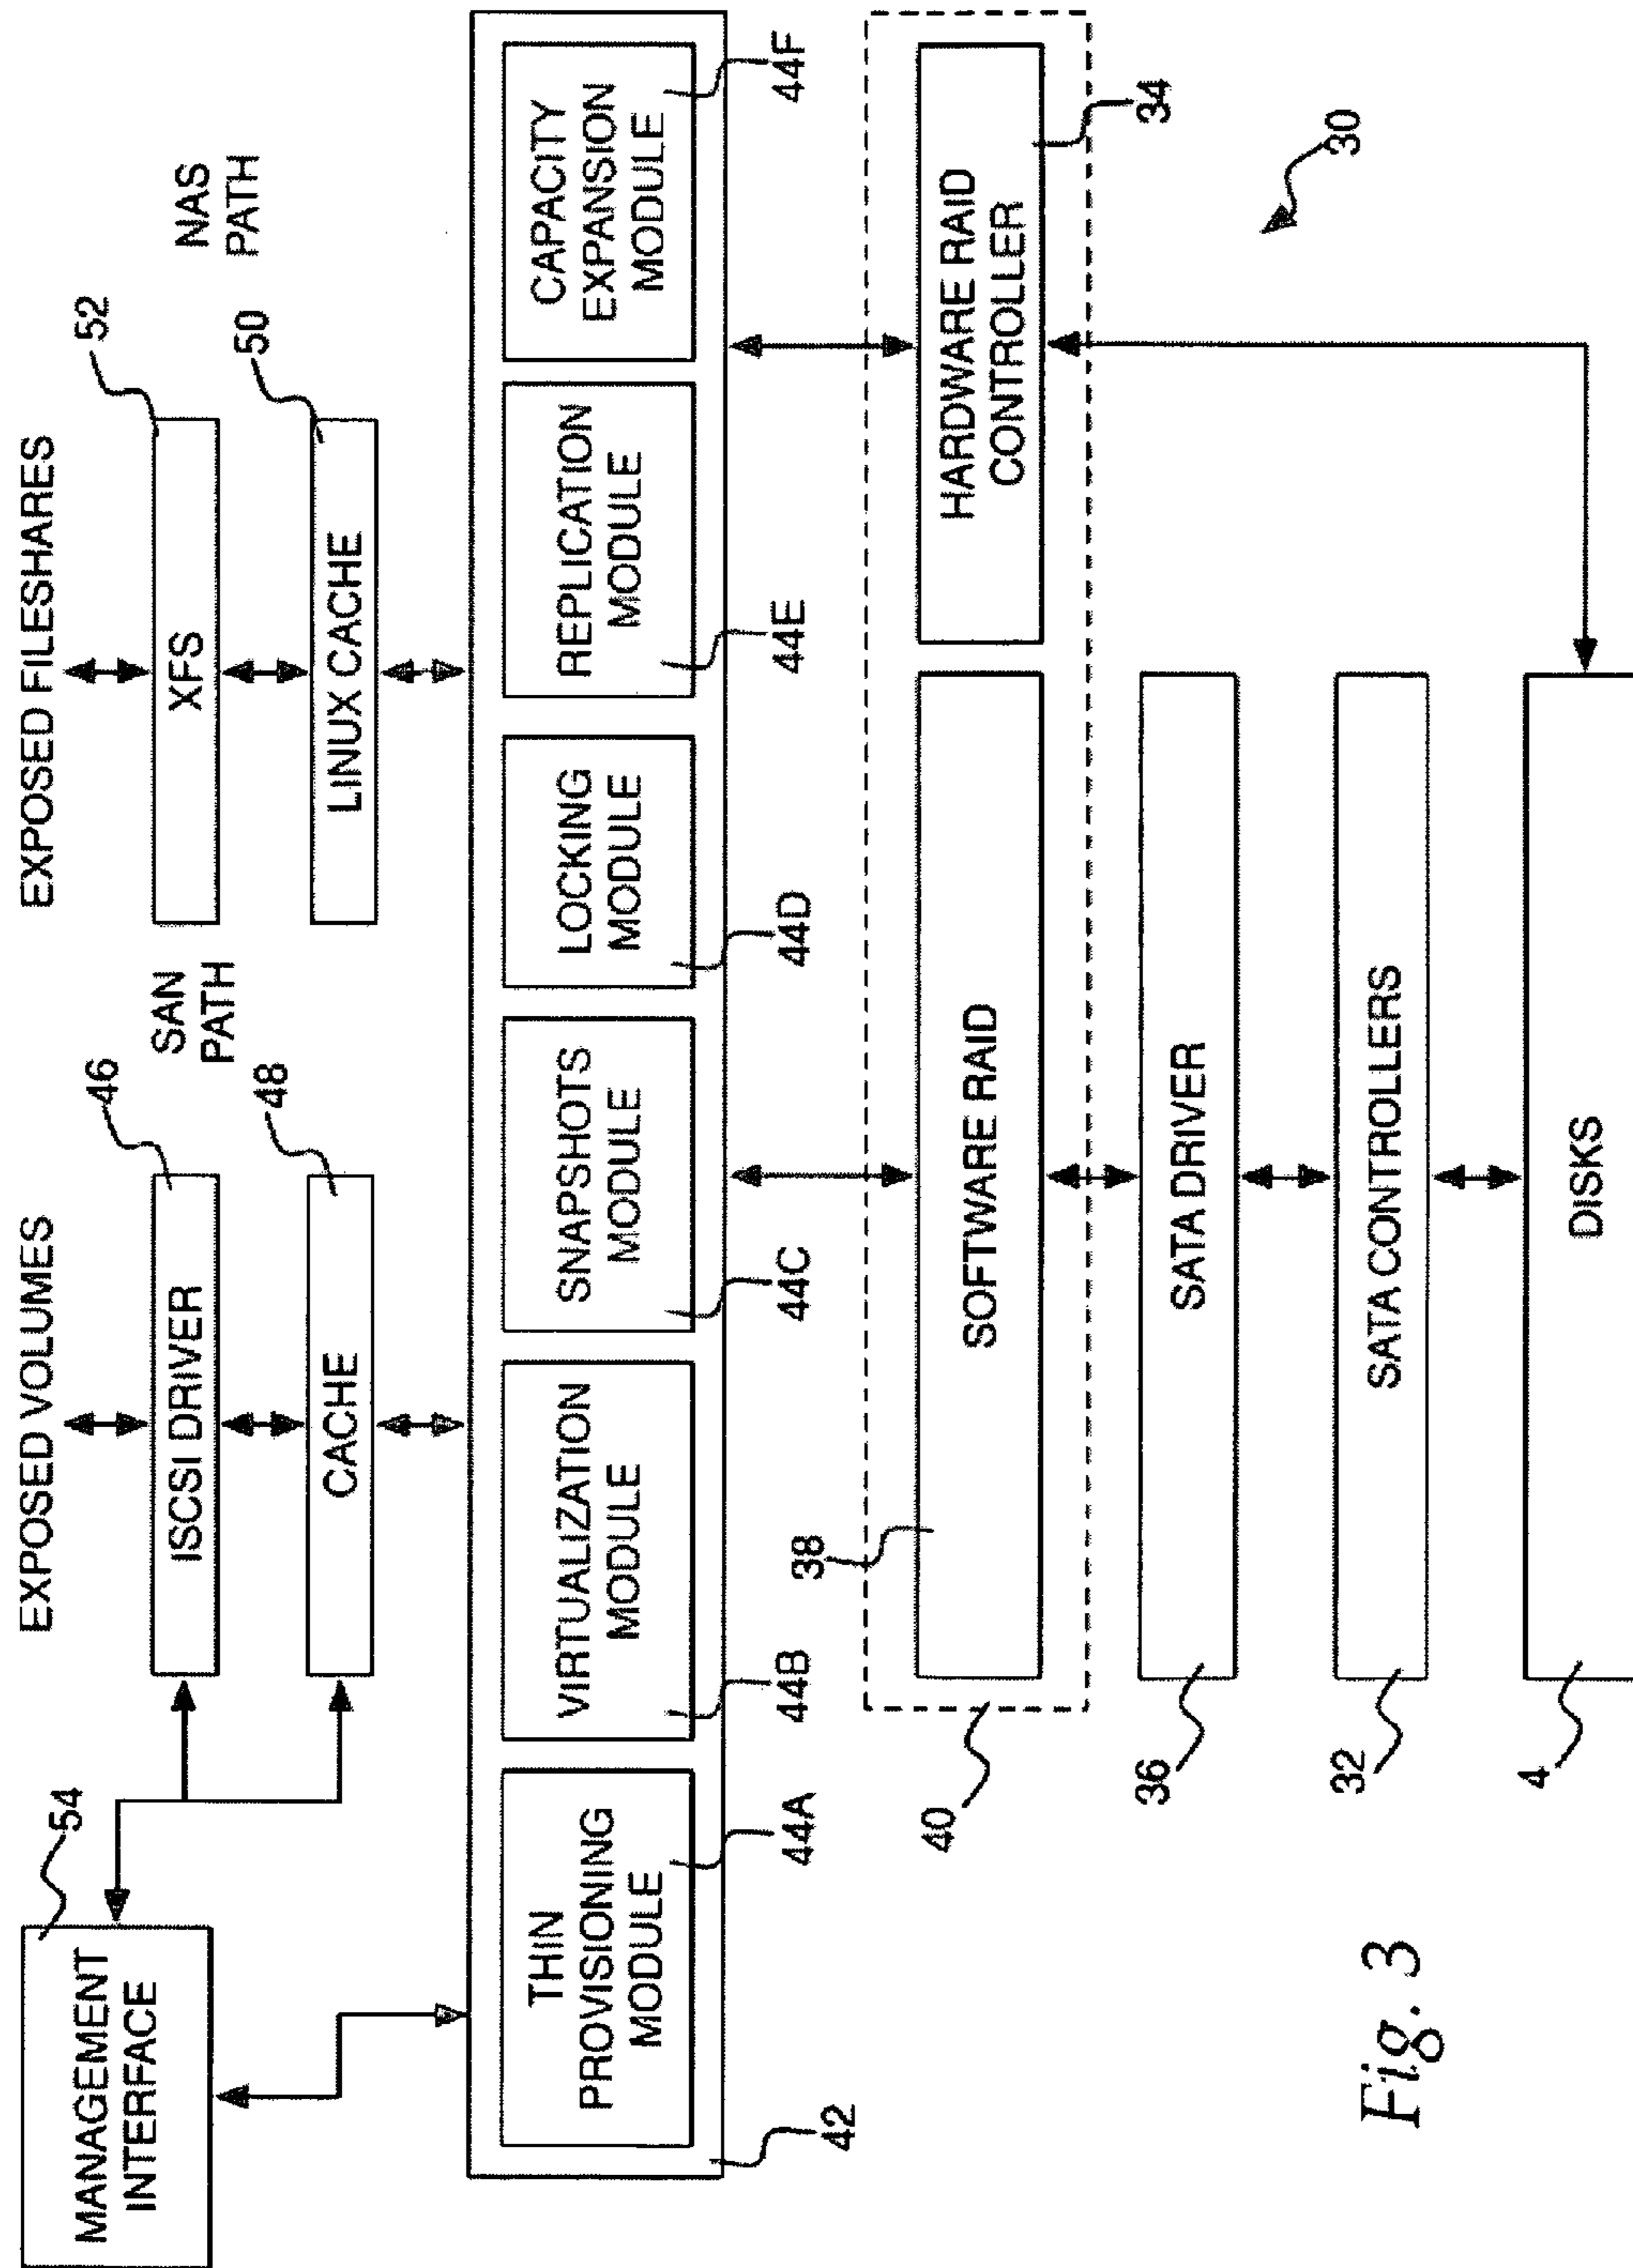 EXPOSED VOLUMES
EXPOSED FILESHARES
MANAGEMENT
INTERFACE
54
ISCSI DRIVER
46
SAN
PATH
XFS
52
NAS
PATH
CACHE
48
LINUX CACHE
50
THIN
PROVISIONING
MODULE
44A
VIRTUALIZATION
MODULE
44B
SNAPSHOTS
MODULE
44C
LOCKING
MODULE
44D
REPLICATION
MODULE
44E
CAPACITY
EXPANSION
MODULE
44F
42
38
SOFTWARE RAID
HARDWARE RAID
CONTROLLER
34
40
36
SATA DRIVER
30
32
SATA CONTROLLERS
4
DISKS
Fig. 3